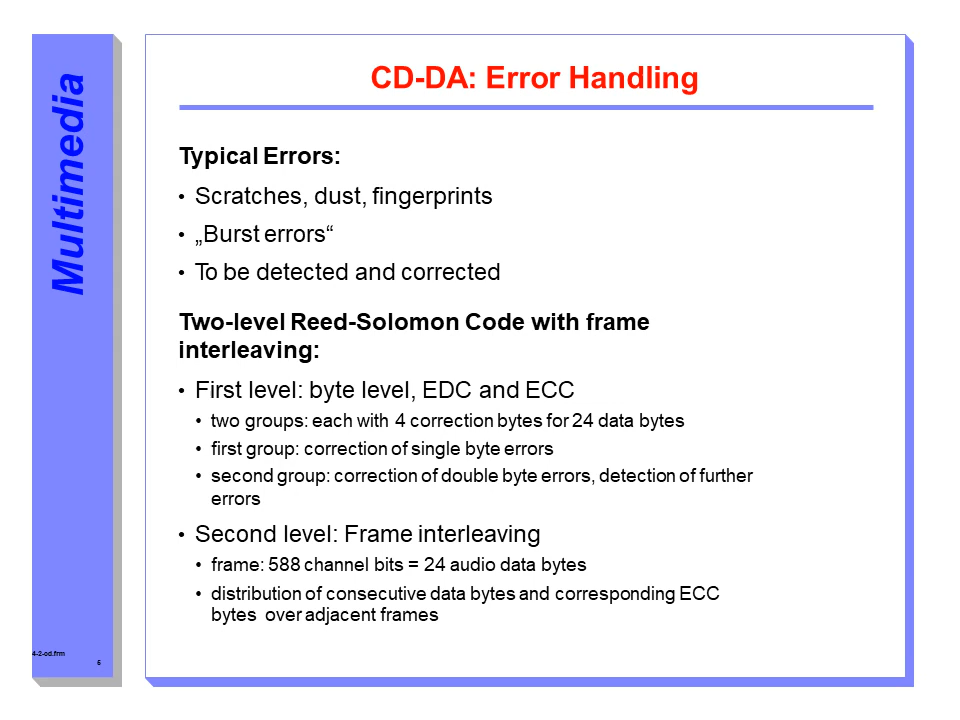 Multimedia
CD-DA: Error Handling
Typical Errors:
• Scratches, dust, fingerprints
• „Burst errors“
• To be detected and corrected
Two-level Reed-Solomon Code with frame
interleaving:
• First level: byte level, EDC and ECC
• two groups: each with 4 correction bytes for 24 data bytes
• first group: correction of single byte errors
• second group: correction of double byte errors, detection of further
errors
• Second level: Frame interleaving
• frame: 588 channel bits = 24 audio data bytes
• distribution of consecutive data bytes and corresponding ECC
bytes over adjacent frames
4-2-cd.frm
6